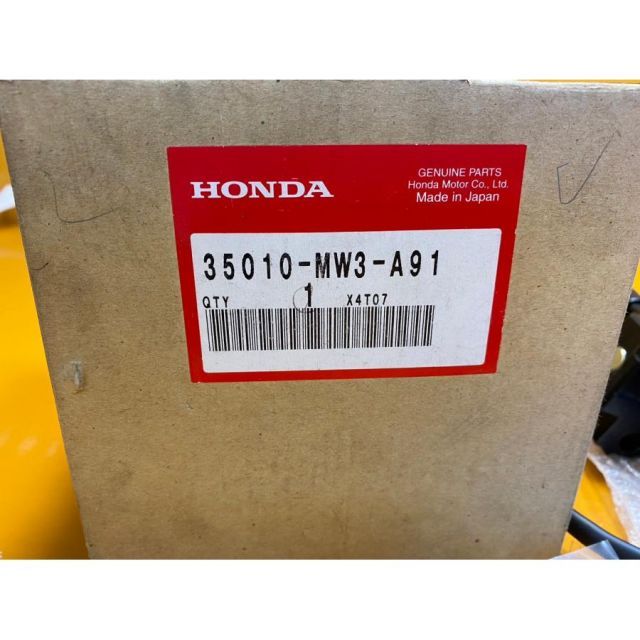 HONDA
GENUINE PARTS
Honda Motor Co., Ltd.
Made in Japan
35010-MW3-A91
QTY 1 X4T07